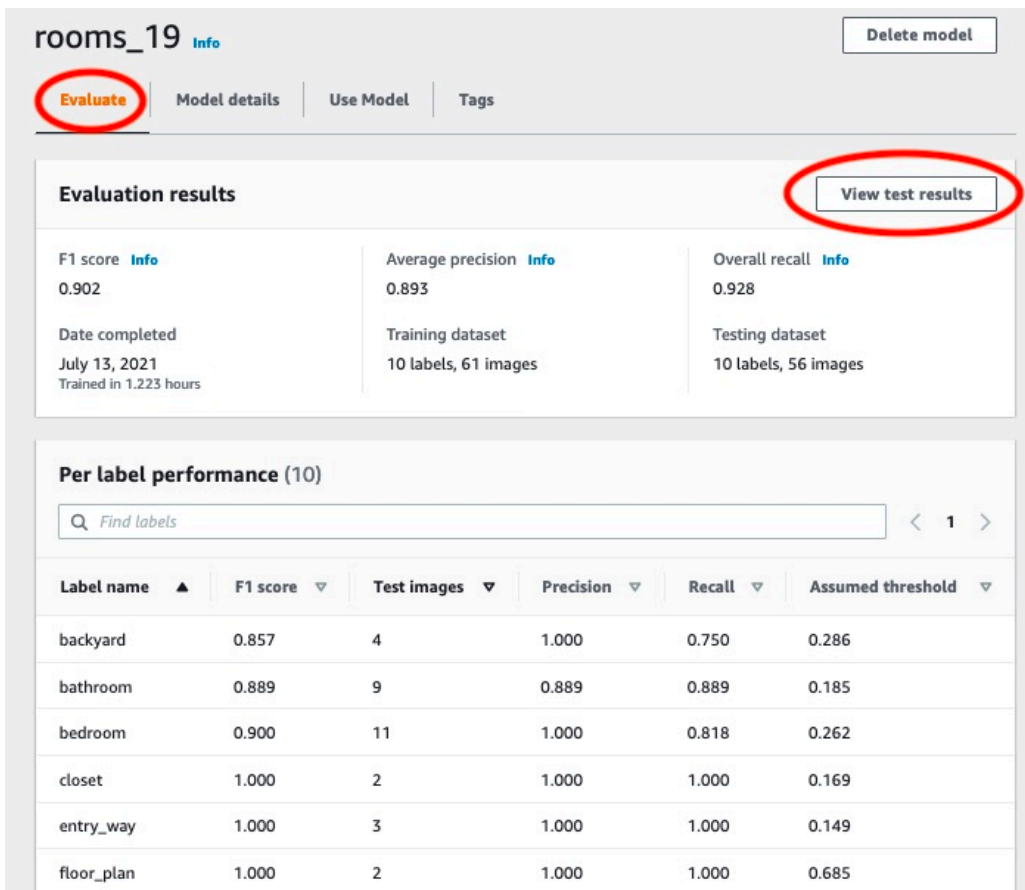 rooms_19 Info
Delete model
Evaluate Model details Use Model Tags
Evaluation results
View test results
F1 score Info Average precision Info Overall recall Info
0.902 0.893 0.928
Date completed Training dataset Testing dataset
July 13, 2021 10 labels, 61 images 10 labels, 56 images
Trained in 1.223 hours
Per label performance (10)
Find labels
1
Label name F1 score Test images Precision Recall Assumed threshold
backyard 0.857 4 1.000 0.750 0.286
bathroom 0.889 9 0.889 0.889 0.185
bedroom 0.900 11 1.000 0.818 0.262
closet 1.000 2 1.000 1.000 0.169
entry_way 1.000 3 1.000 1.000 0.149
floor_plan 1.000 2 1.000 1.000 0.685